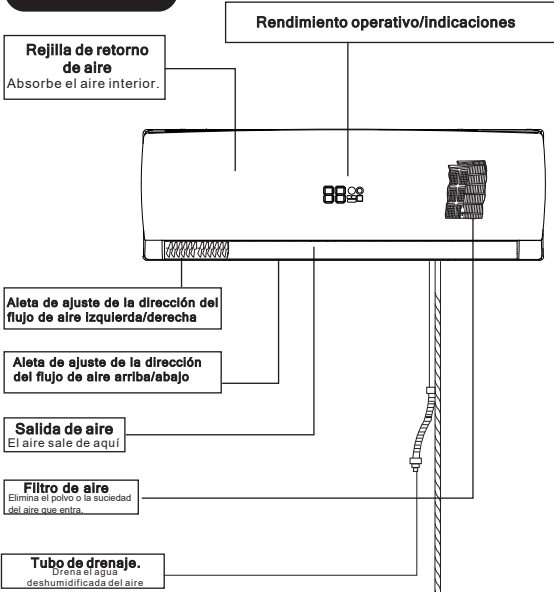 Rendimiento operativo/indicaciones
Rejilla de retorno
de aire
Absorbe el aire interior.
88
Aleta de ajuste de la dirección del
flujo de aire izquierda/derecha
Aleta de ajuste de la dirección
del flujo de aire arriba/abajo
Salida de aire
El aire sale de aquí
Filtro de aire
Elimina el polvo o la suciedad
del aire que entra.
Tubo de drenaje.
Drena el agua
deshumidificada del aire